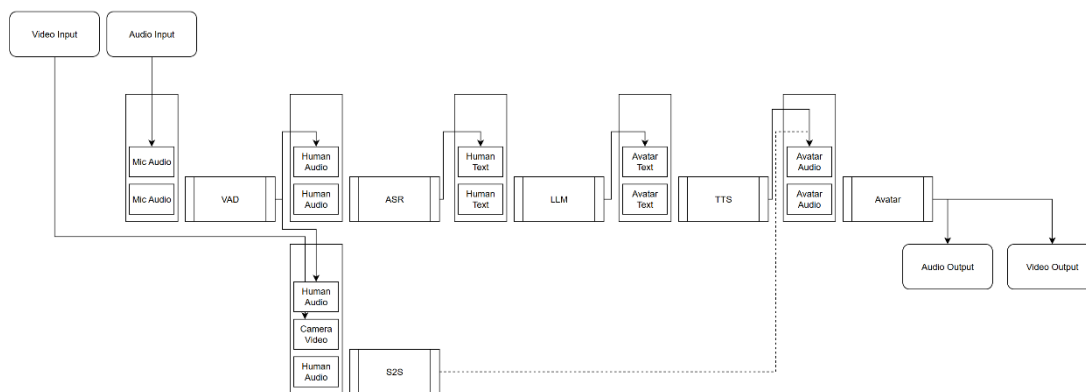 Video Input
Audio Input
Mic Audio
Mic Audio
VAD
Human
Audio
Human
Audio
ASR
Human
Text
Human
Text
LLM
Avatar
Text
Avatar
Text
TTS
Avatar
Audio
Avatar
Audio
Avatar
Audio Output
Video Output
Human
Audio
Camera
Video
Human
Audio
S2S